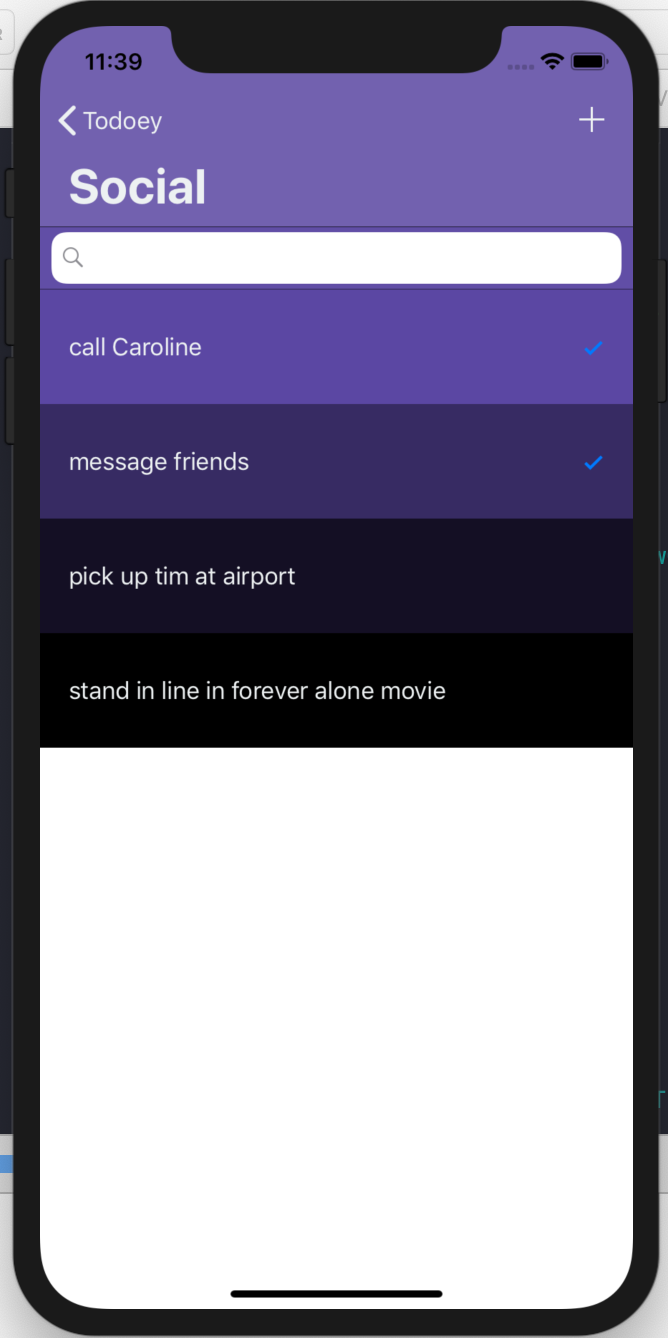 11:39
Todoey
Social
call Caroline
message friends
pick up tim at airport
stand in line in forever alone movie